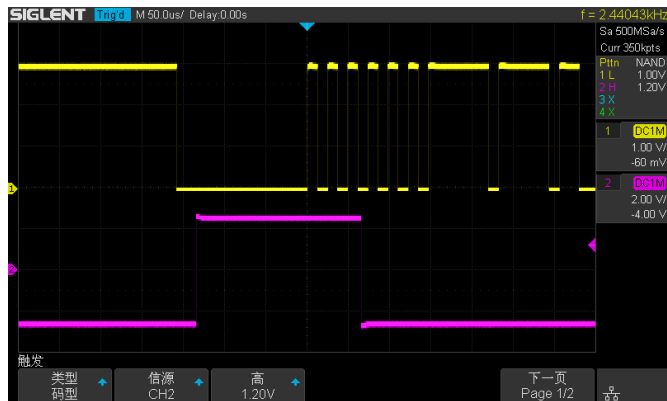 SIGLENT Trig'd M 50.0us/ Delay:0.00s f = 2.44043kHz
Sa 500MSa/s
Curr 350kpts
Pttn NAND
1 L 1.00V
2 H 1.20V
3 X
4 X
1 DC1M
1.00 V/
-60 mV
2 DC1M
2.00 V/
-4.00 V
1
2
触发
类型
码型
信源
CH2
高
1.20V
下一页
Page 1/2